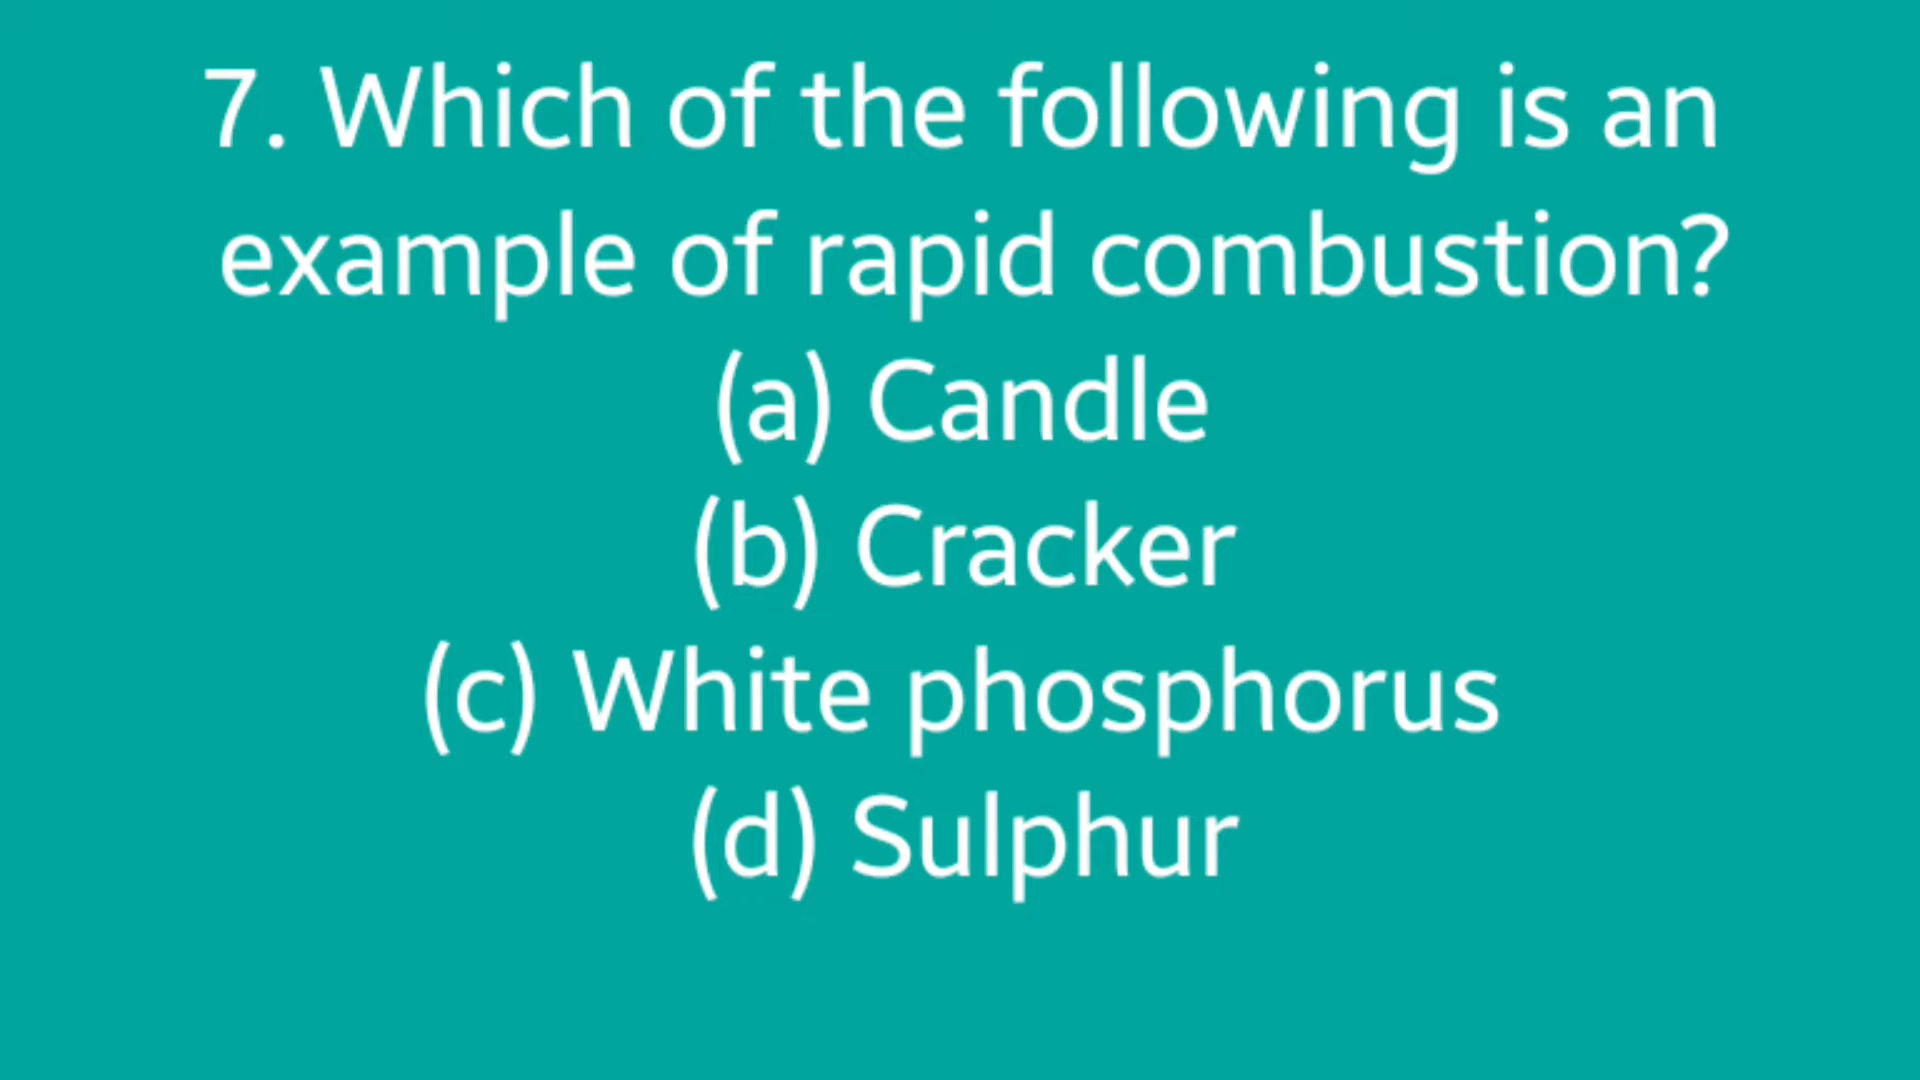 7. Which of the following is an
example of rapid combustion?
(a) Candle
(b) Cracker
(c) White phosphorus
(d) Sulphur